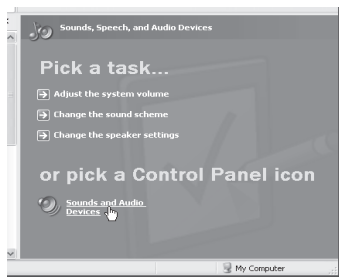 Sounds, Speech, and Audio Devices
Pick a task...
Adjust the system volume
Change the sound scheme
Change the speaker settings
or pick a Control Panel icon
Sounds and Audio
Devices
My Computer